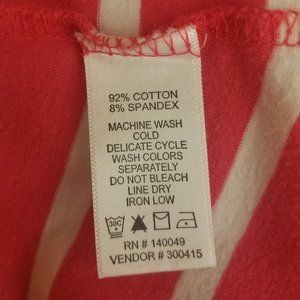 92% COTTON
8% SPANDEX
MACHINE WASH
COLD
DELICATE CYCLE
WASH COLORS
SEPARATELY
DO NOT BLEACH
LINE DRY
IRON LOW
30C
RN # 140049
VENDOR # 300415